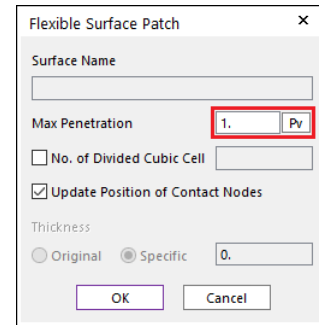 Flexible Surface Patch
Surface Name
Max Penetration 1. Pv
No. of Divided Cubic Cell
Update Position of Contact Nodes
Thickness
Original Specific 0.
OK Cancel